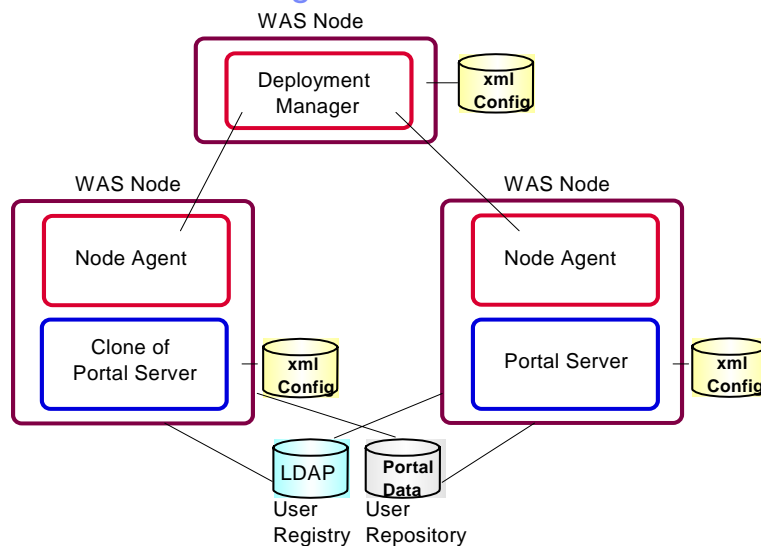 WAS Node
Deployment
Manager
xml
Config
WAS Node
Node Agent
Clone of
Portal Server
xml
Config
WAS Node
Node Agent
Portal Server
xml
Config
LDAP
User
Registry
Portal
Data
User
Repository